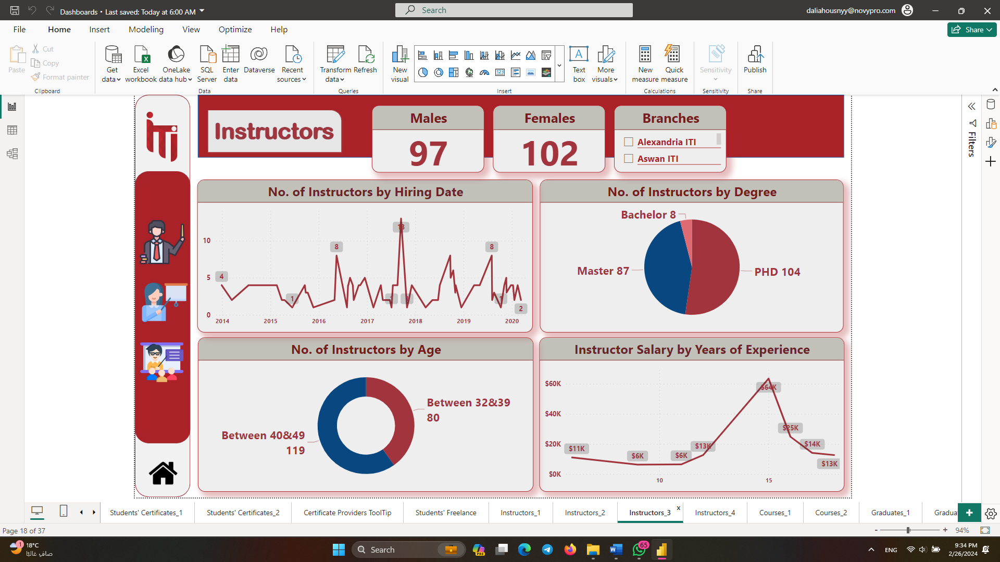 Dashboards • Last saved: Today at 6:00 AM
Search
daliahousnyy@novypro.com
File Home Insert Modeling View Optimize Help
Share
Paste
Cut
Copy
Format painter
Clipboard
Get data
Excel workbook
OneLake data hub
SQL Server
Enter data
Dataverse
Recent sources
Data
Transform data
Refresh
Queries
New visual
Text box
More visuals
Insert
New measure
Quick measure
Calculations
Sensitivity
Sensitivity
Publish
Share
iTi
Instructors
Males
97
Females
102
Branches
Alexandria ITI
Aswan ITI
Filters
No. of Instructors by Hiring Date
10
5
0
4
8
13
8
1
1
2
2014 2015 2016 2017 2018 2019 2020
No. of Instructors by Degree
Bachelor 8
Master 87
PHD 104
No. of Instructors by Age
Between 32&39
80
Between 40&49
119
Instructor Salary by Years of Experience
$60K
$40K
$20K
$0K
$11K
$6K
$6K
$13K
$64K
$25K
$14K
$13K
10 15
Students' Certificates_1
Students' Certificates_2
Certificate Providers ToolTip
Students' Freelance
Instructors_1
Instructors_2
Instructors_3
x
Instructors_4
Courses_1
Courses_2
Graduates_1
Gradua
Page 18 of 37
- + 94%
1
18°C
صافٍ غالبًا
Search
PRE
65
ENG
9:34 PM
2/26/2024